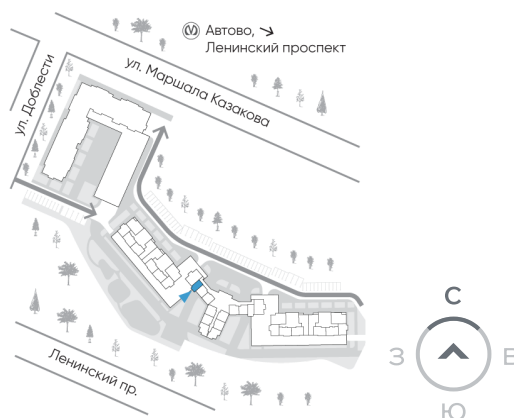 Автово, ↘
Ленинский проспект
ул. Маршала Казакова
ул. Доблести
Ленинский пр.
С
З
В
Ю